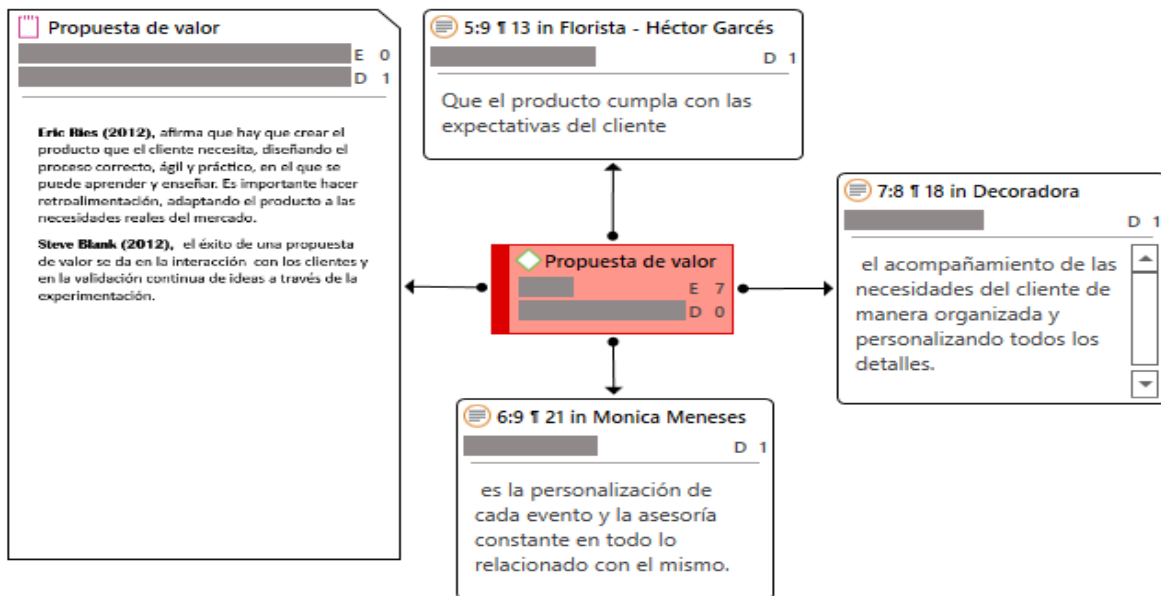 Propuesta de valor
E 0
D 1
Eric Ries (2012), afirma que hay que crear el
producto que el cliente necesita, diseñando el
proceso correcto, ágil y práctico, en el que se
puede aprender y enseñar. Es importante hacer
retroalimentación, adaptando el producto a las
necesidades reales del mercado.
Steve Blank (2012), el éxito de una propuesta
de valor se da en la interacción con los clientes y
en la validación continua de ideas a través de la
experimentación.
5:9 ¶ 13 in Florista - Héctor Garcés
D 1
Que el producto cumpla con las
expectativas del cliente
7:8 ¶ 18 in Decoradora
D 1
el acompañamiento de las
necesidades del cliente de
manera organizada y
personalizando todos los
detalles.
Propuesta de valor
E 7
D 0
6:9 ¶ 21 in Monica Meneses
D 1
es la personalización de
cada evento y la asesoría
constante en todo lo
relacionado con el mismo.